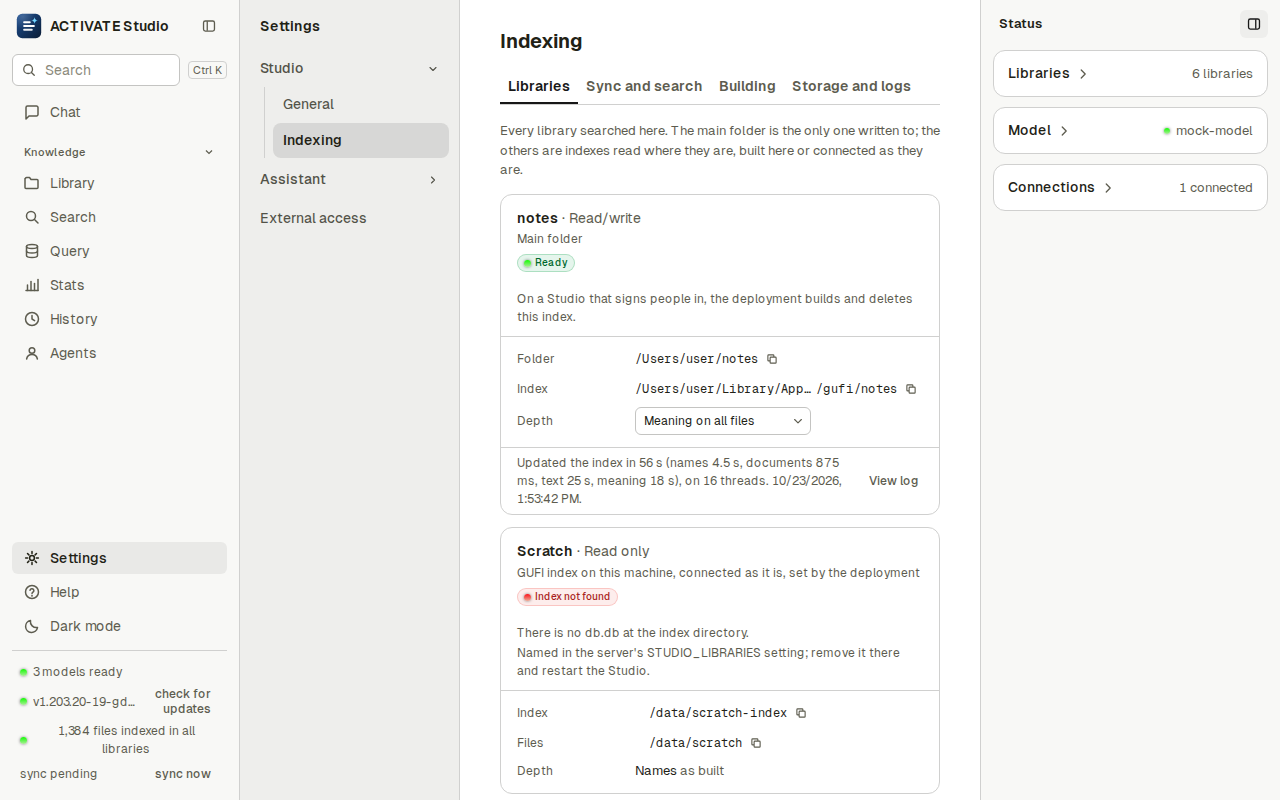 ACTIVATE Studio
Search
Ctrl K
Chat
Knowledge
Library
Search
Query
Stats
History
Agents
Settings
Help
Dark mode
3 models ready
v1.203.20-19-gd…
check for
updates
1,384 files indexed in all
libraries
sync pending
sync now
Settings
Studio
General
Indexing
Assistant
External access
Indexing
Libraries
Sync and search
Building
Storage and logs
Every library searched here. The main folder is the only one written to; the
others are indexes read where they are, built here or connected as they
are.
notes · Read/write
Main folder
Ready
On a Studio that signs people in, the deployment builds and deletes
this index.
Folder
/Users/user/notes
Index
/Users/user/Library/App… /gufi/notes
Depth
Meaning on all files
Updated the index in 56 s (names 4.5 s, documents 875
ms, text 25 s, meaning 18 s), on 16 threads. 10/23/2026,
1:53:42 PM.
View log
Scratch · Read only
GUFI index on this machine, connected as it is, set by the deployment
Index not found
There is no db.db at the index directory.
Named in the server's STUDIO_LIBRARIES setting; remove it there
and restart the Studio.
Index
/data/scratch-index
Files
/data/scratch
Depth
Names as built
Status
Libraries
6 libraries
Model
mock-model
Connections
1 connected